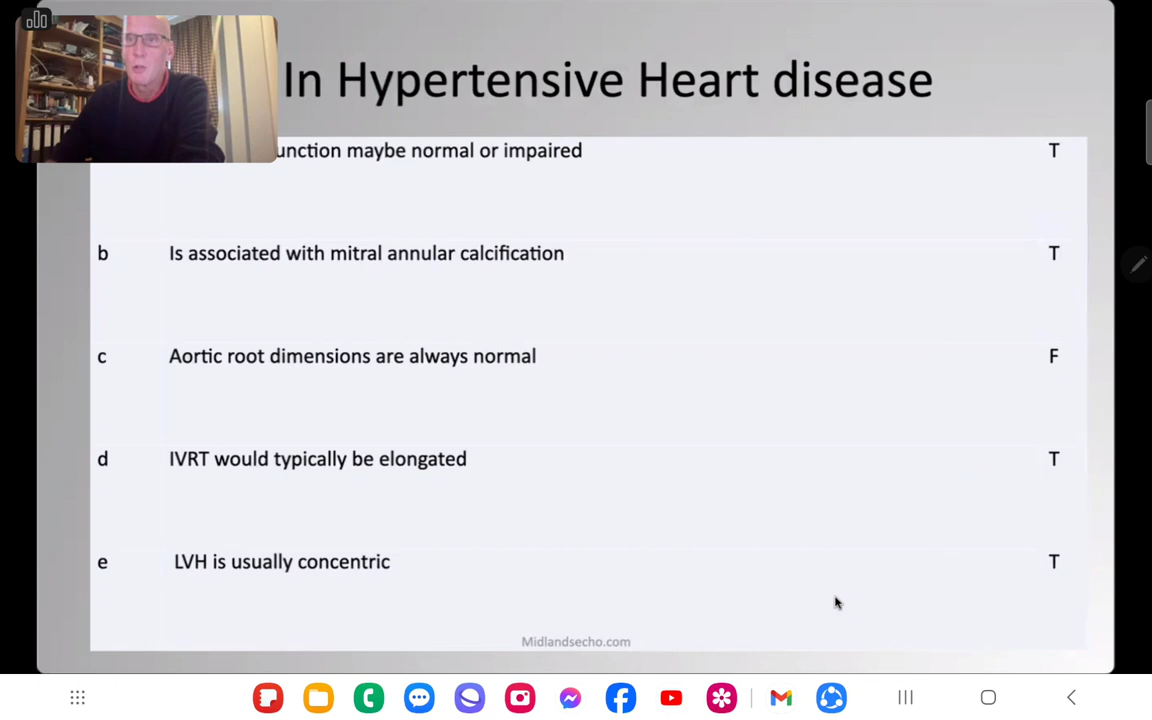 In Hypertensive Heart disease
maybe normal or impaired T
b Is associated with mitral annular calcification T
c Aortic root dimensions are always normal F
d IVRT would typically be elongated T
e LVH is usually concentric T
Midlandsecho.com